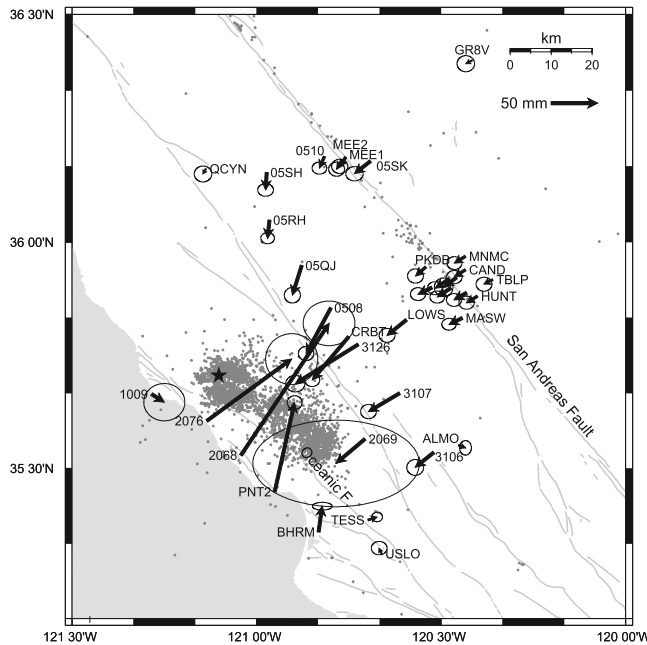 36 30'N
GR8V
km
0 10 20
50 mm
MEE2
0510
MEE1
QCYN
05SH
05SK
05RH
36 00'N
PKDB
MNMC
05QJ
CAND
TBLP
HUNT
0508
LOWS
MASW
CRBT
3126
San Andreas Fault
1009
3107
2076
ALMO
2069
2068
3106
35 30'N
Oceanic F.
PNT2
TESS
BHRM
USLO
121 30'W
121 00'W
120 30'W
120 00'W